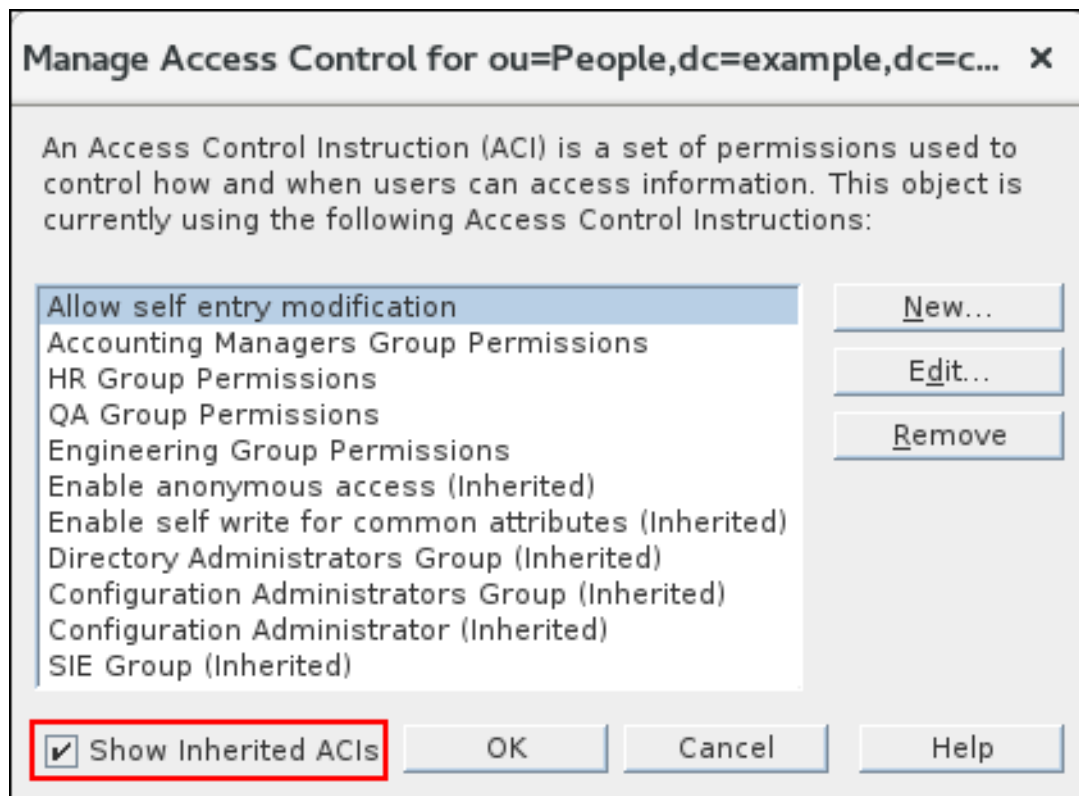 Manage Access Control for ou=People,dc=example,dc=c...
An Access Control Instruction (ACI) is a set of permissions used to
control how and when users can access information. This object is
currently using the following Access Control Instructions:
Allow self entry modification
Accounting Managers Group Permissions
HR Group Permissions
QA Group Permissions
Engineering Group Permissions
Enable anonymous access (Inherited)
Enable self write for common attributes (Inherited)
Directory Administrators Group (Inherited)
Configuration Administrators Group (Inherited)
Configuration Administrator (Inherited)
SIE Group (Inherited)
New...
Edit...
Remove
Show Inherited ACIs
OK
Cancel
Help